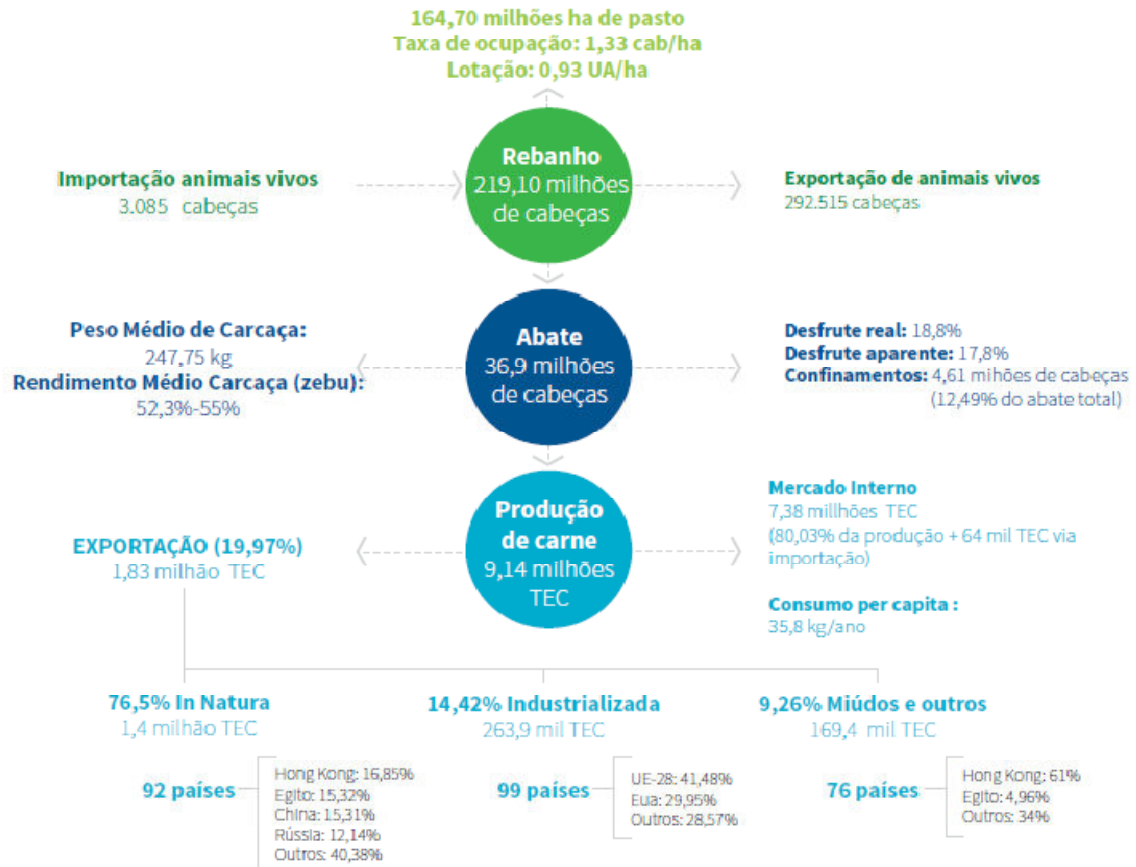 164,70 milhões ha de pasto
Taxa de ocupação: 1,33 cab/ha
Lotação: 0,93 UA/ha
Rebanho
219,10 milhões
de cabeças
Importação animais vivos
3.085 cabeças
Exportação de animais vivos
292.515 cabeças
Abate
36,9 milhões
de cabeças
Peso Médio de Carcaça:
247,75 kg
Rendimento Médio Carcaça (zebu):
52,3%-55%
Desfrute real: 18,8%
Desfrute aparente: 17,8%
Confinamentos: 4,61 mihões de cabeças
(12,49% do abate total)
Produção
de carne
9,14 milhões
TEC
EXPORTAÇÃO (19,97%)
1,83 milhão TEC
Mercado Interno
7,38 millhões TEC
(80,03% da produção + 64 mil TEC via
importação)
Consumo per capita :
35,8 kg/ano
76,5% In Natura
1,4 milhão TEC
92 países
Hong Kong: 16,85%
Egito: 15,32%
China: 15,31%
Rússia: 12,14%
Outros: 40,38%
14,42% Industrializada
263,9 mil TEC
99 países
UE-28: 41,48%
Eua: 29,95%
Outros: 28,57%
9,26% Miúdos e outros
169,4 mil TEC
76 países
Hong Kong: 61%
Egito: 4,96%
Outros: 34%